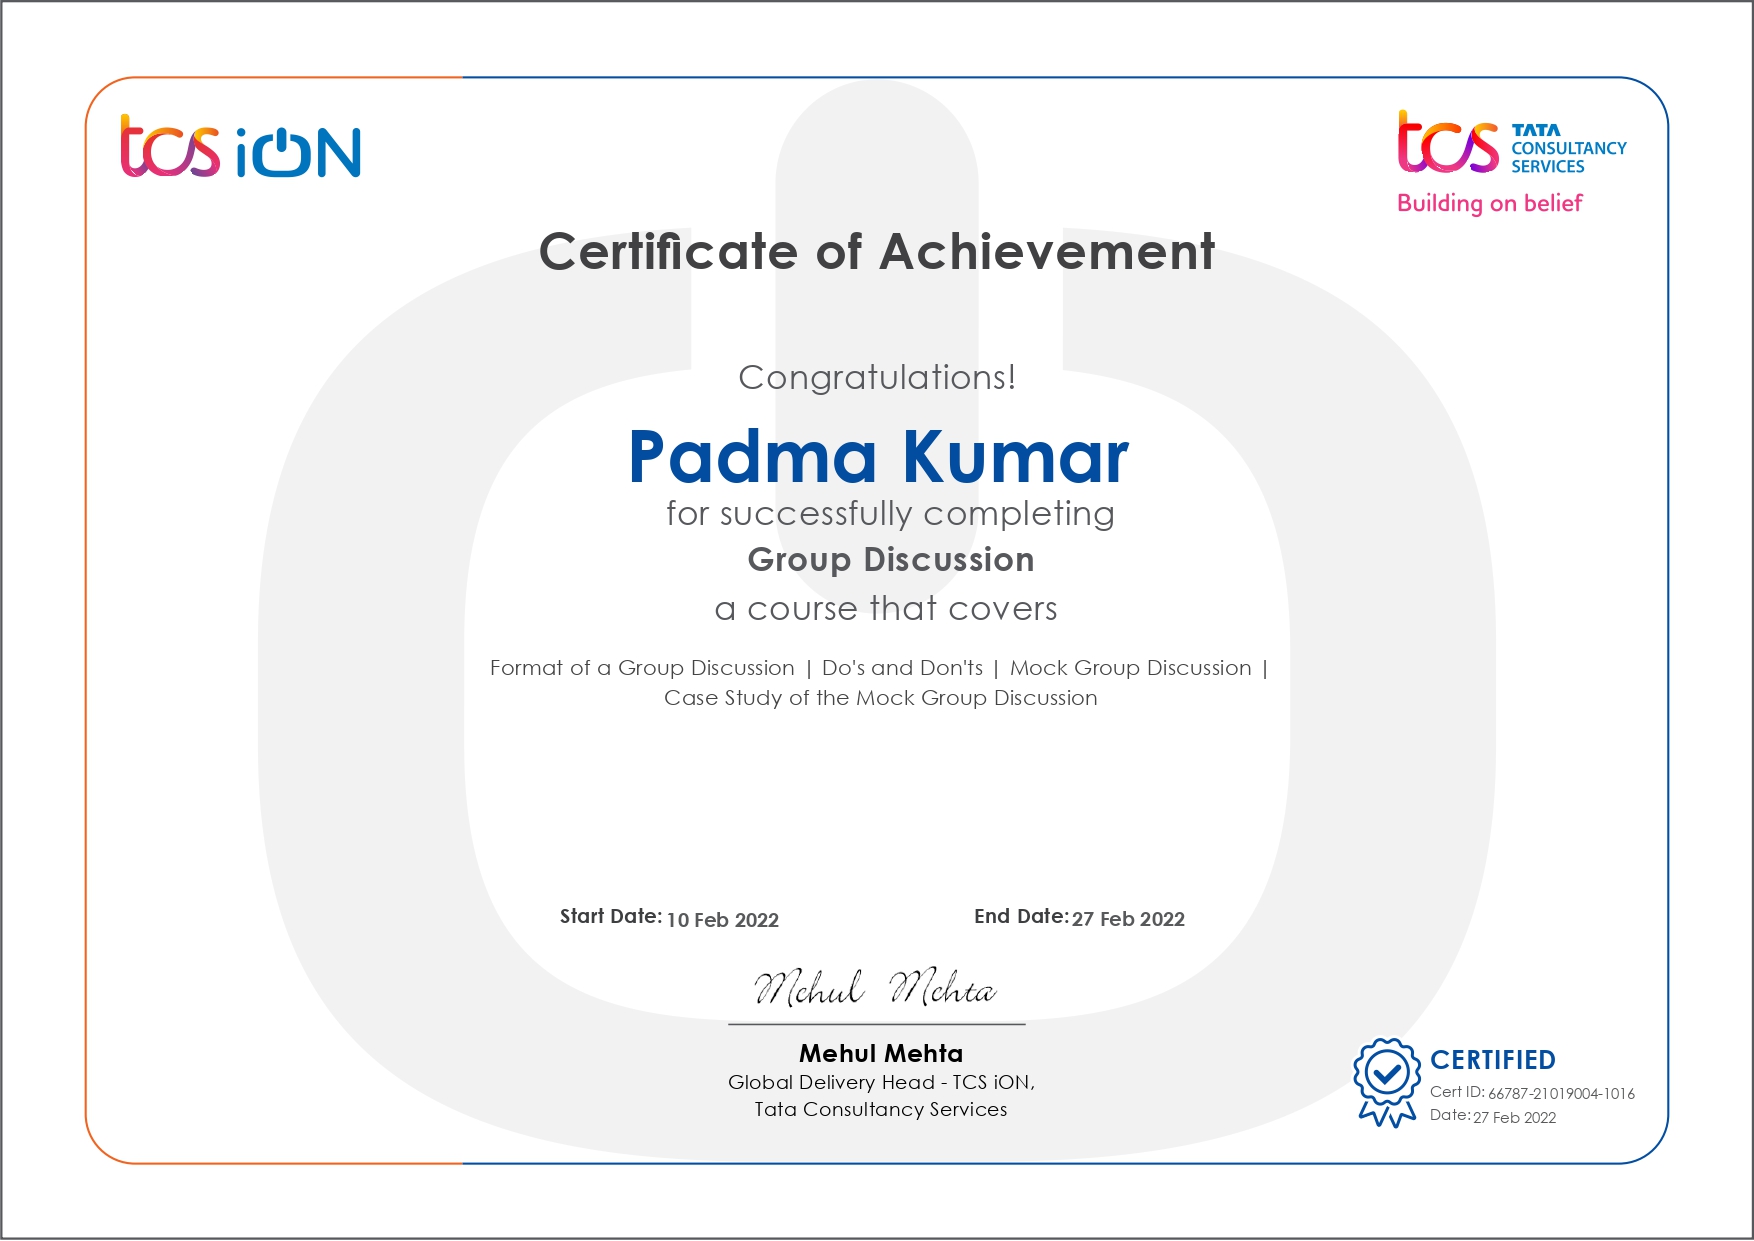 tcs iON
tcs TATA
CONSULTANCY
SERVICES
Building on belief
Certificate of Achievement
Congratulations!
Padma Kumar
for successfully completing
Group Discussion
a course that covers
Format of a Group Discussion | Do's and Don'ts | Mock Group Discussion |
Case Study of the Mock Group Discussion
Start Date: 10 Feb 2022 End Date: 27 Feb 2022
Mehul Mehta
Mehul Mehta
Global Delivery Head - TCS iON,
Tata Consultancy Services
CERTIFIED
Cert ID: 66787-21019004-1016
Date: 27 Feb 2022